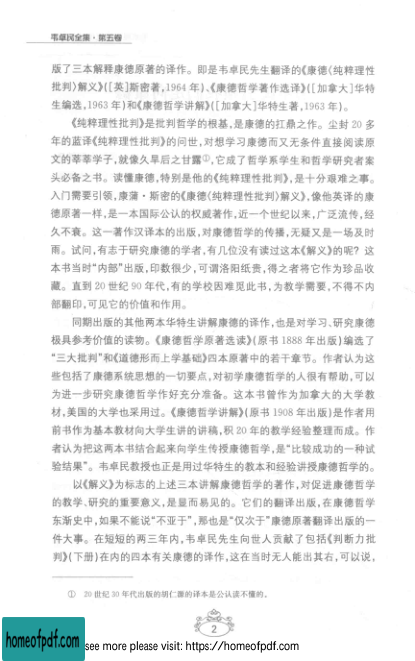 韦卓民全集·第五卷
版了三本解释康德原著的译作。即是韦卓民先生翻译的《康德〈纯粹理性
批判〉解义》([英]斯密著,1964年)、《康德哲学著作选译》([加拿大]华特
生编选,1963年)和《康德哲学讲解》([加拿大]华特生著,1963年)。
《纯粹理性批判》是批判哲学的根基,是康德的扛鼎之作。尘封20多
年的蓝译《纯粹理性批判》的问世,对想学习康德而又无条件直接阅读原
文的莘莘学子,就像久旱后之甘露①,它成了哲学系学生和哲学研究者案
头必备之书。读懂康德,特别是他的《纯粹理性批判》,是十分艰难之事。
入门需要引领,康蒲·斯密的《康德〈纯粹理性批判〉解义》,像他英译的康
德原著一样,是一本国际公认的权威著作,近一个世纪以来,广泛流传,经
久不衰。这一著作汉译本的出版,对康德哲学的传播,无疑又是一场及时
雨。试问,有志于研究康德的学者,有几位没有读过这本《解义》的呢?这
本书当时“内部”出版,印数很少,可谓洛阳纸贵,得之者将它作为珍品收
藏。直到20世纪90年代,有的学校因难觅此书,为教学需要,不得不内
部翻印,可见它的价值和作用。
同期出版的其他两本华特生讲解康德的译作,也是对学习、研究康德
极具参考价值的读物。《康德哲学原著选读》(原书1888年出版)编选了
“三大批判”和《道德形而上学基础》四本原著中的若干章节。作者认为这
些包括了康德系统思想的一切要点,对初学康德哲学的人很有帮助,可以
为进一步研究康德哲学作好充分准备。这本书曾作为加拿大的大学教
材,美国的大学也采用过。《康德哲学讲解》(原书1908年出版)是作者用
前书作为基本教材向大学生讲的讲稿,积20年的教学经验整理而成。作
者认为把这两本书结合起来向学生传授康德哲学,是“比较成功的一种试
验结果”。韦卓民教授也正是用过华特生的教本和经验讲授康德哲学的。
以《解义》为标志的上述三本讲解康德哲学的著作,对促进康德哲学
的教学、研究的重要意义,是显而易见的。它们的翻译出版,在康德哲学
东渐史中,如果不能说“不亚于”,那也是“仅次于”康德原著翻译出版的一
件大事。在短短的两三年内,韦卓民先生向世人贡献了包括《判断力批
判》(下册)在内的四本有关康德的译作,这在当时无人能出其右,可以说,
① 20世纪30年代出版的胡仁源的译本是公认读不懂的。
2
homeofpdf.com
see more please visit: https://homeofpdf.com